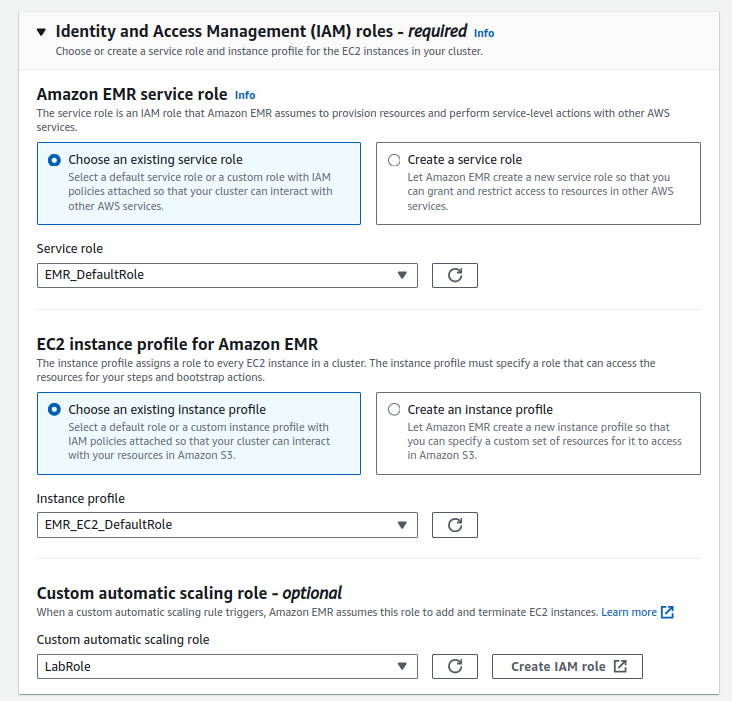 Identity and Access Management (IAM) roles - required Info
Choose or create a service role and instance profile for the EC2 instances in your cluster.
Amazon EMR service role Info
The service role is an IAM role that Amazon EMR assumes to provision resources and perform service-level actions with other AWS
services.
Choose an existing service role
Select a default service role or a custom role with IAM
policies attached so that your cluster can interact with
other AWS services.
Create a service role
Let Amazon EMR create a new service role so that you
can grant and restrict access to resources in other AWS
services.
Service role
EMR_DefaultRole
EC2 instance profile for Amazon EMR
The instance profile assigns a role to every EC2 instance in a cluster. The instance profile must specify a role that can access the
resources for your steps and bootstrap actions.
Choose an existing instance profile
Select a default role or a custom instance profile with
IAM policies attached so that your cluster can interact
with your resources in Amazon S3.
Create an instance profile
Let Amazon EMR create a new instance profile so that
you can specify a custom set of resources for it to access
in Amazon S3.
Instance profile
EMR_EC2_DefaultRole
Custom automatic scaling role - optional
When a custom automatic scaling rule triggers, Amazon EMR assumes this role to add and terminate EC2 instances. Learn more
Custom automatic scaling role
LabRole
Create IAM role